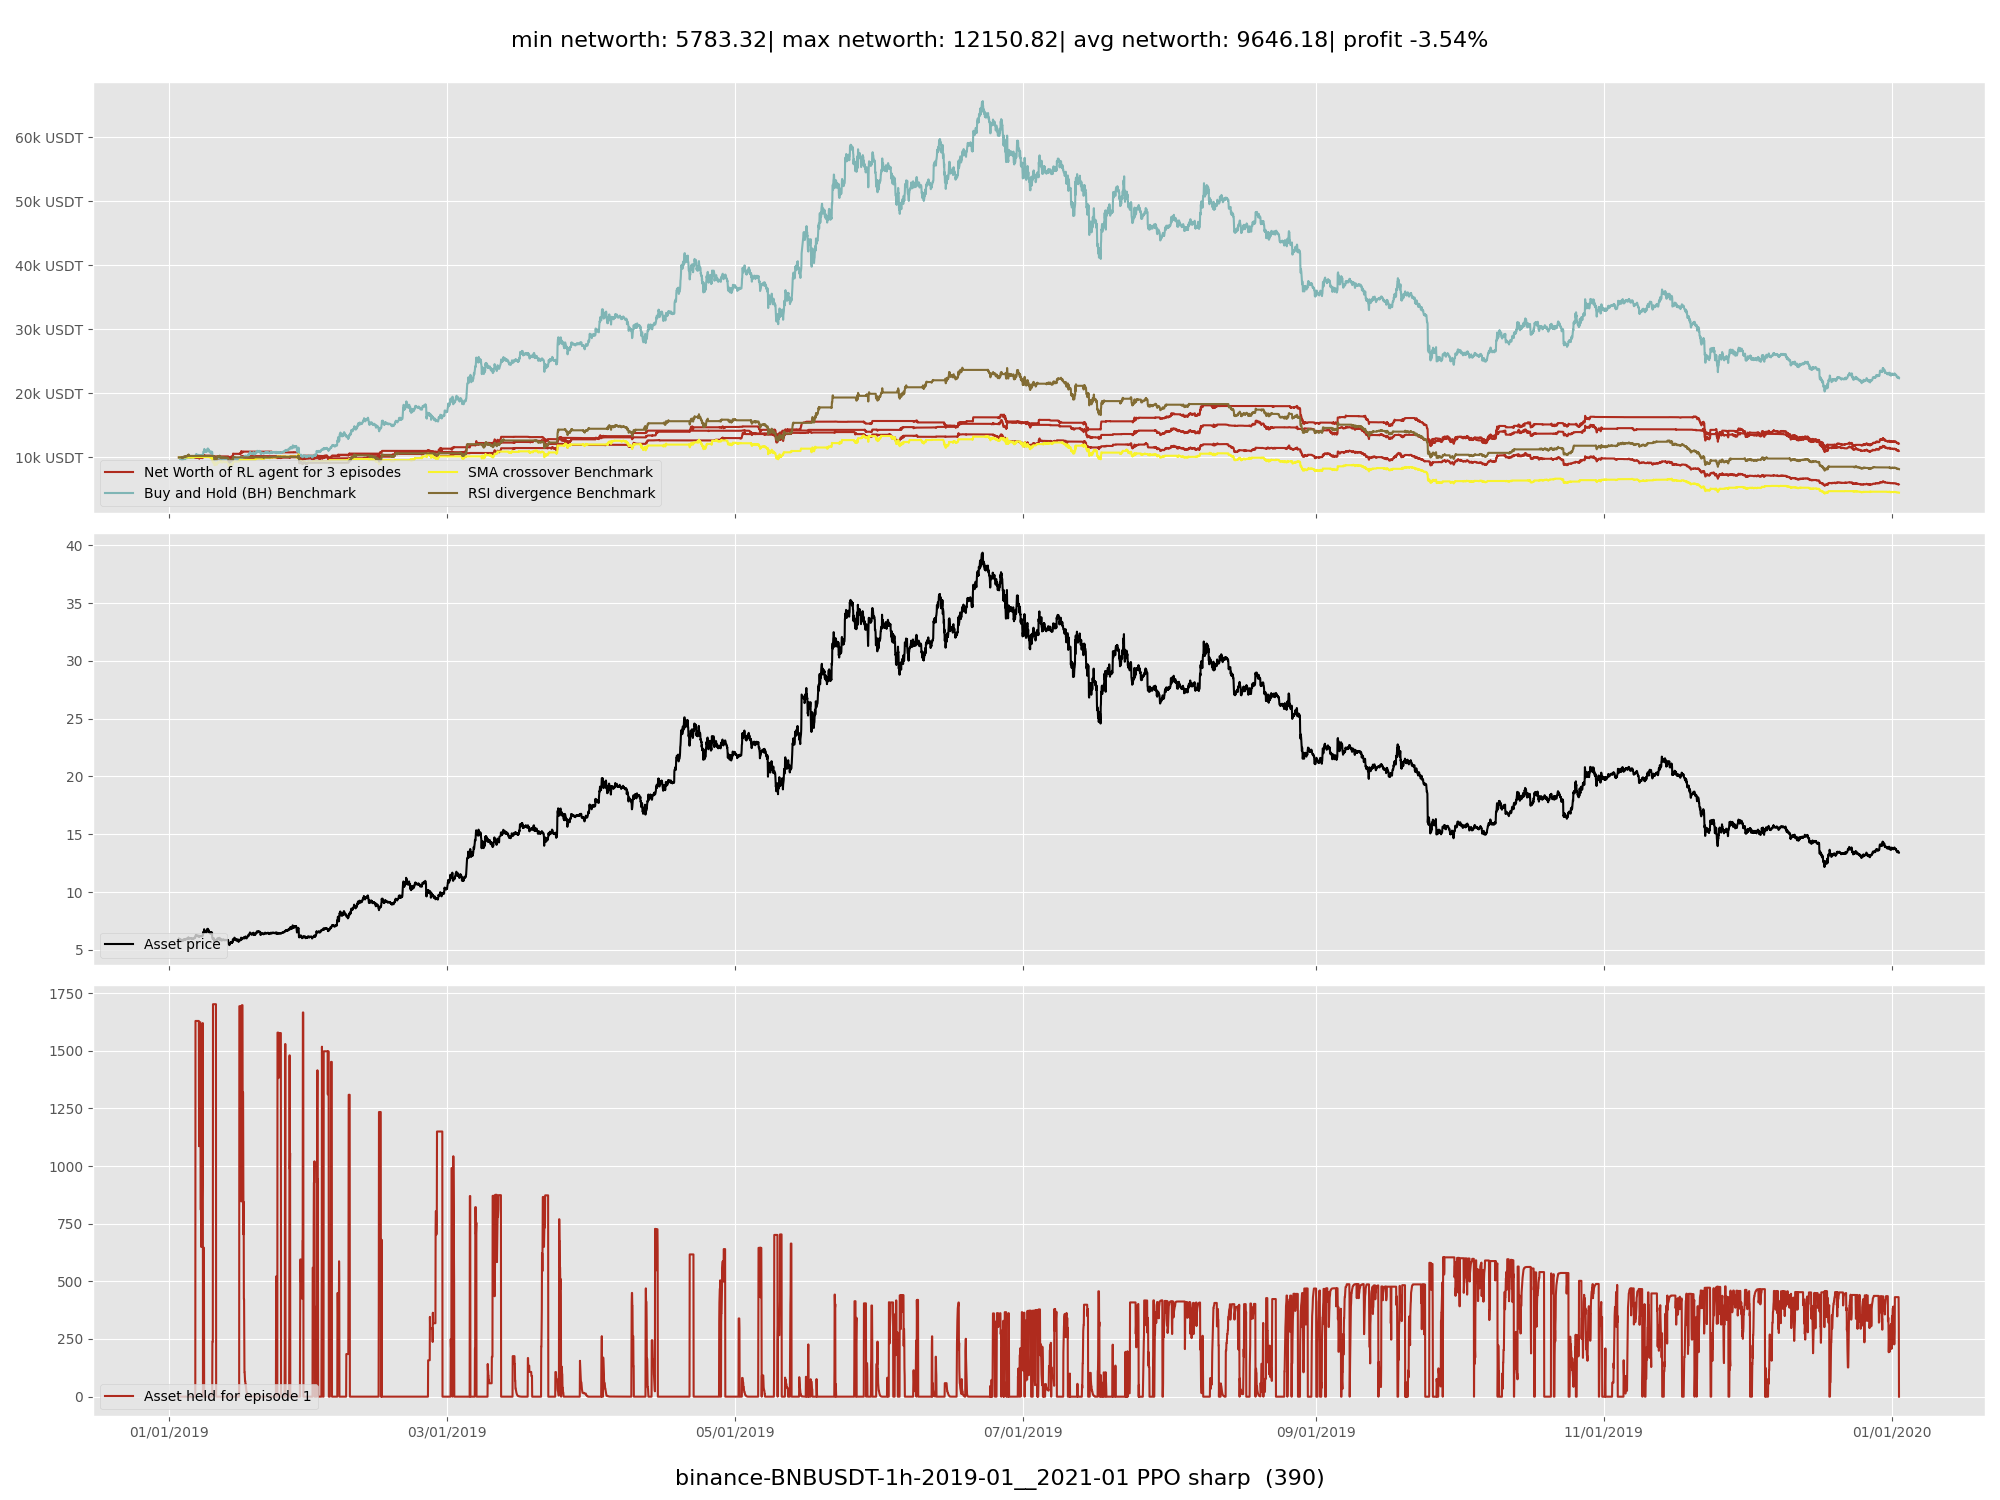 min networth: 5783.32| max networth: 12150.82| avg networth: 9646.18| profit -3.54%
60k USDT
50k USDT
40k USDT
30k USDT
20k USDT
10k USDT
Net Worth of RL agent for 3 episodes
Buy and Hold (BH) Benchmark
SMA crossover Benchmark
RSI divergence Benchmark
40
35
30
25
20
15
10
5
Asset price
1750
1500
1250
1000
750
500
250
0
Asset held for episode 1
01/01/2019 03/01/2019 05/01/2019 07/01/2019 09/01/2019 11/01/2019 01/01/2020
binance-BNBUSDT-1h-2019-01__2021-01 PPO sharp  (390)